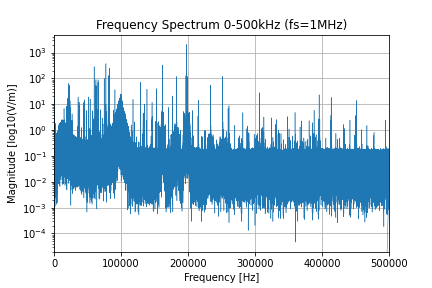 Frequency Spectrum 0-500kHz (fs=1MHz)
Magnitude [log10(V/m)]
10³
10²
10¹
10⁰
10⁻¹
10⁻²
10⁻³
10⁻⁴
0 100000 200000 300000 400000 500000
Frequency [Hz]